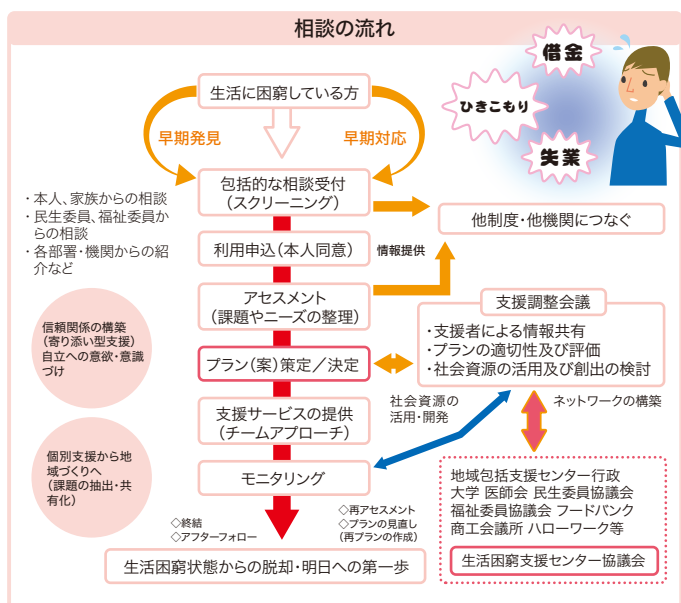 相談の流れ
借金
ひきこもり
失業
生活に困窮している方
早期発見
早期対応
包括的な相談受付
(スクリーニング)
・本人、家族からの相談
・民生委員、福祉委員か
らの相談
・各部署・機関からの紹
介など
他制度・他機関につなぐ
利用申込(本人同意)
情報提供
アセスメント
(課題やニーズの整理)
支援調整会議
・支援者による情報共有
・プランの適切性及び評価
・社会資源の活用及び創出の検討
信頼関係の構築
(寄り添い型支援)
自立への意欲・意識
づけ
プラン(案)策定／決定
社会資源の
活用・開発
ネットワークの構築
支援サービスの提供
(チームアプローチ)
個別支援から地
域づくりへ
(課題の抽出・共
有化)
モニタリング
地域包括支援センター行政
大学 医師会 民生委員協議会
福祉委員協議会 フードバンク
商工会議所 ハローワーク等
生活困窮支援センター協議会
◇終結
◇アフターフォロー
◇再アセスメント
◇プランの見直し
(再プランの作成)
生活困窮状態からの脱却・明日への第一歩